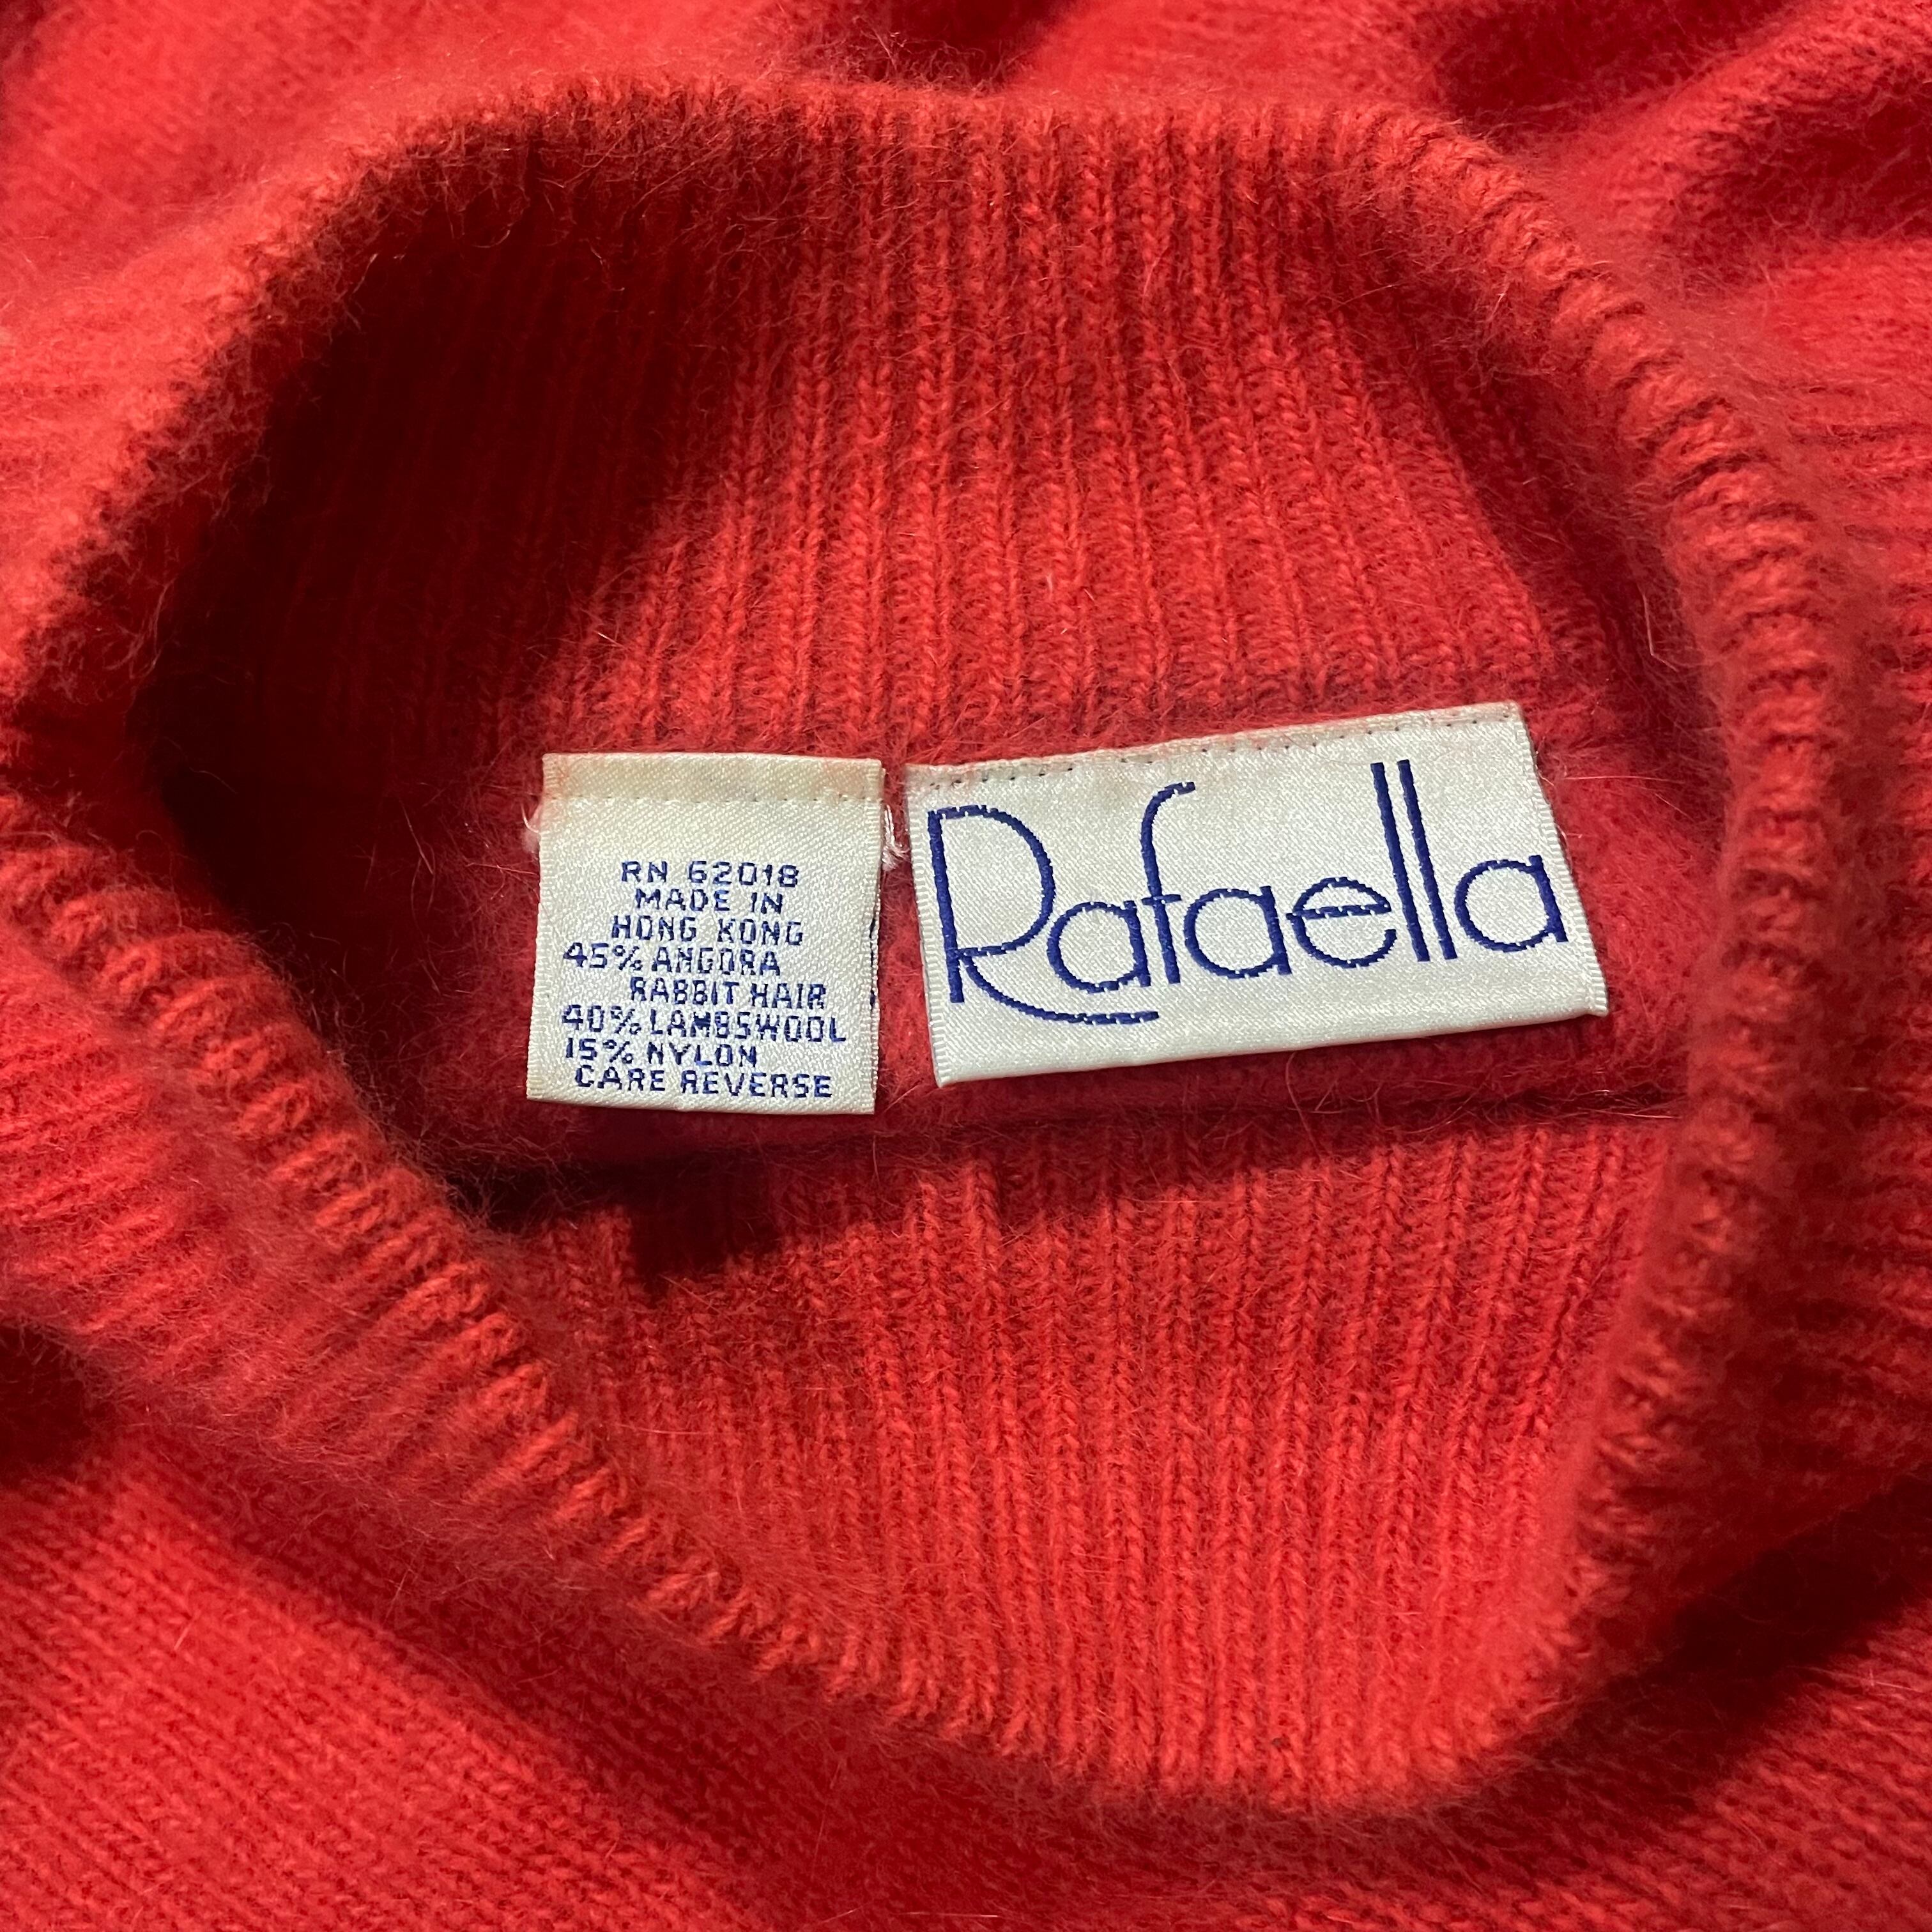 RN 62018
MADE IN
HONG KONG
45% ANGORA
RABBIT HAIR
40% LAMBSWOOL
15% NYLON
CARE REVERSE
Rafaella